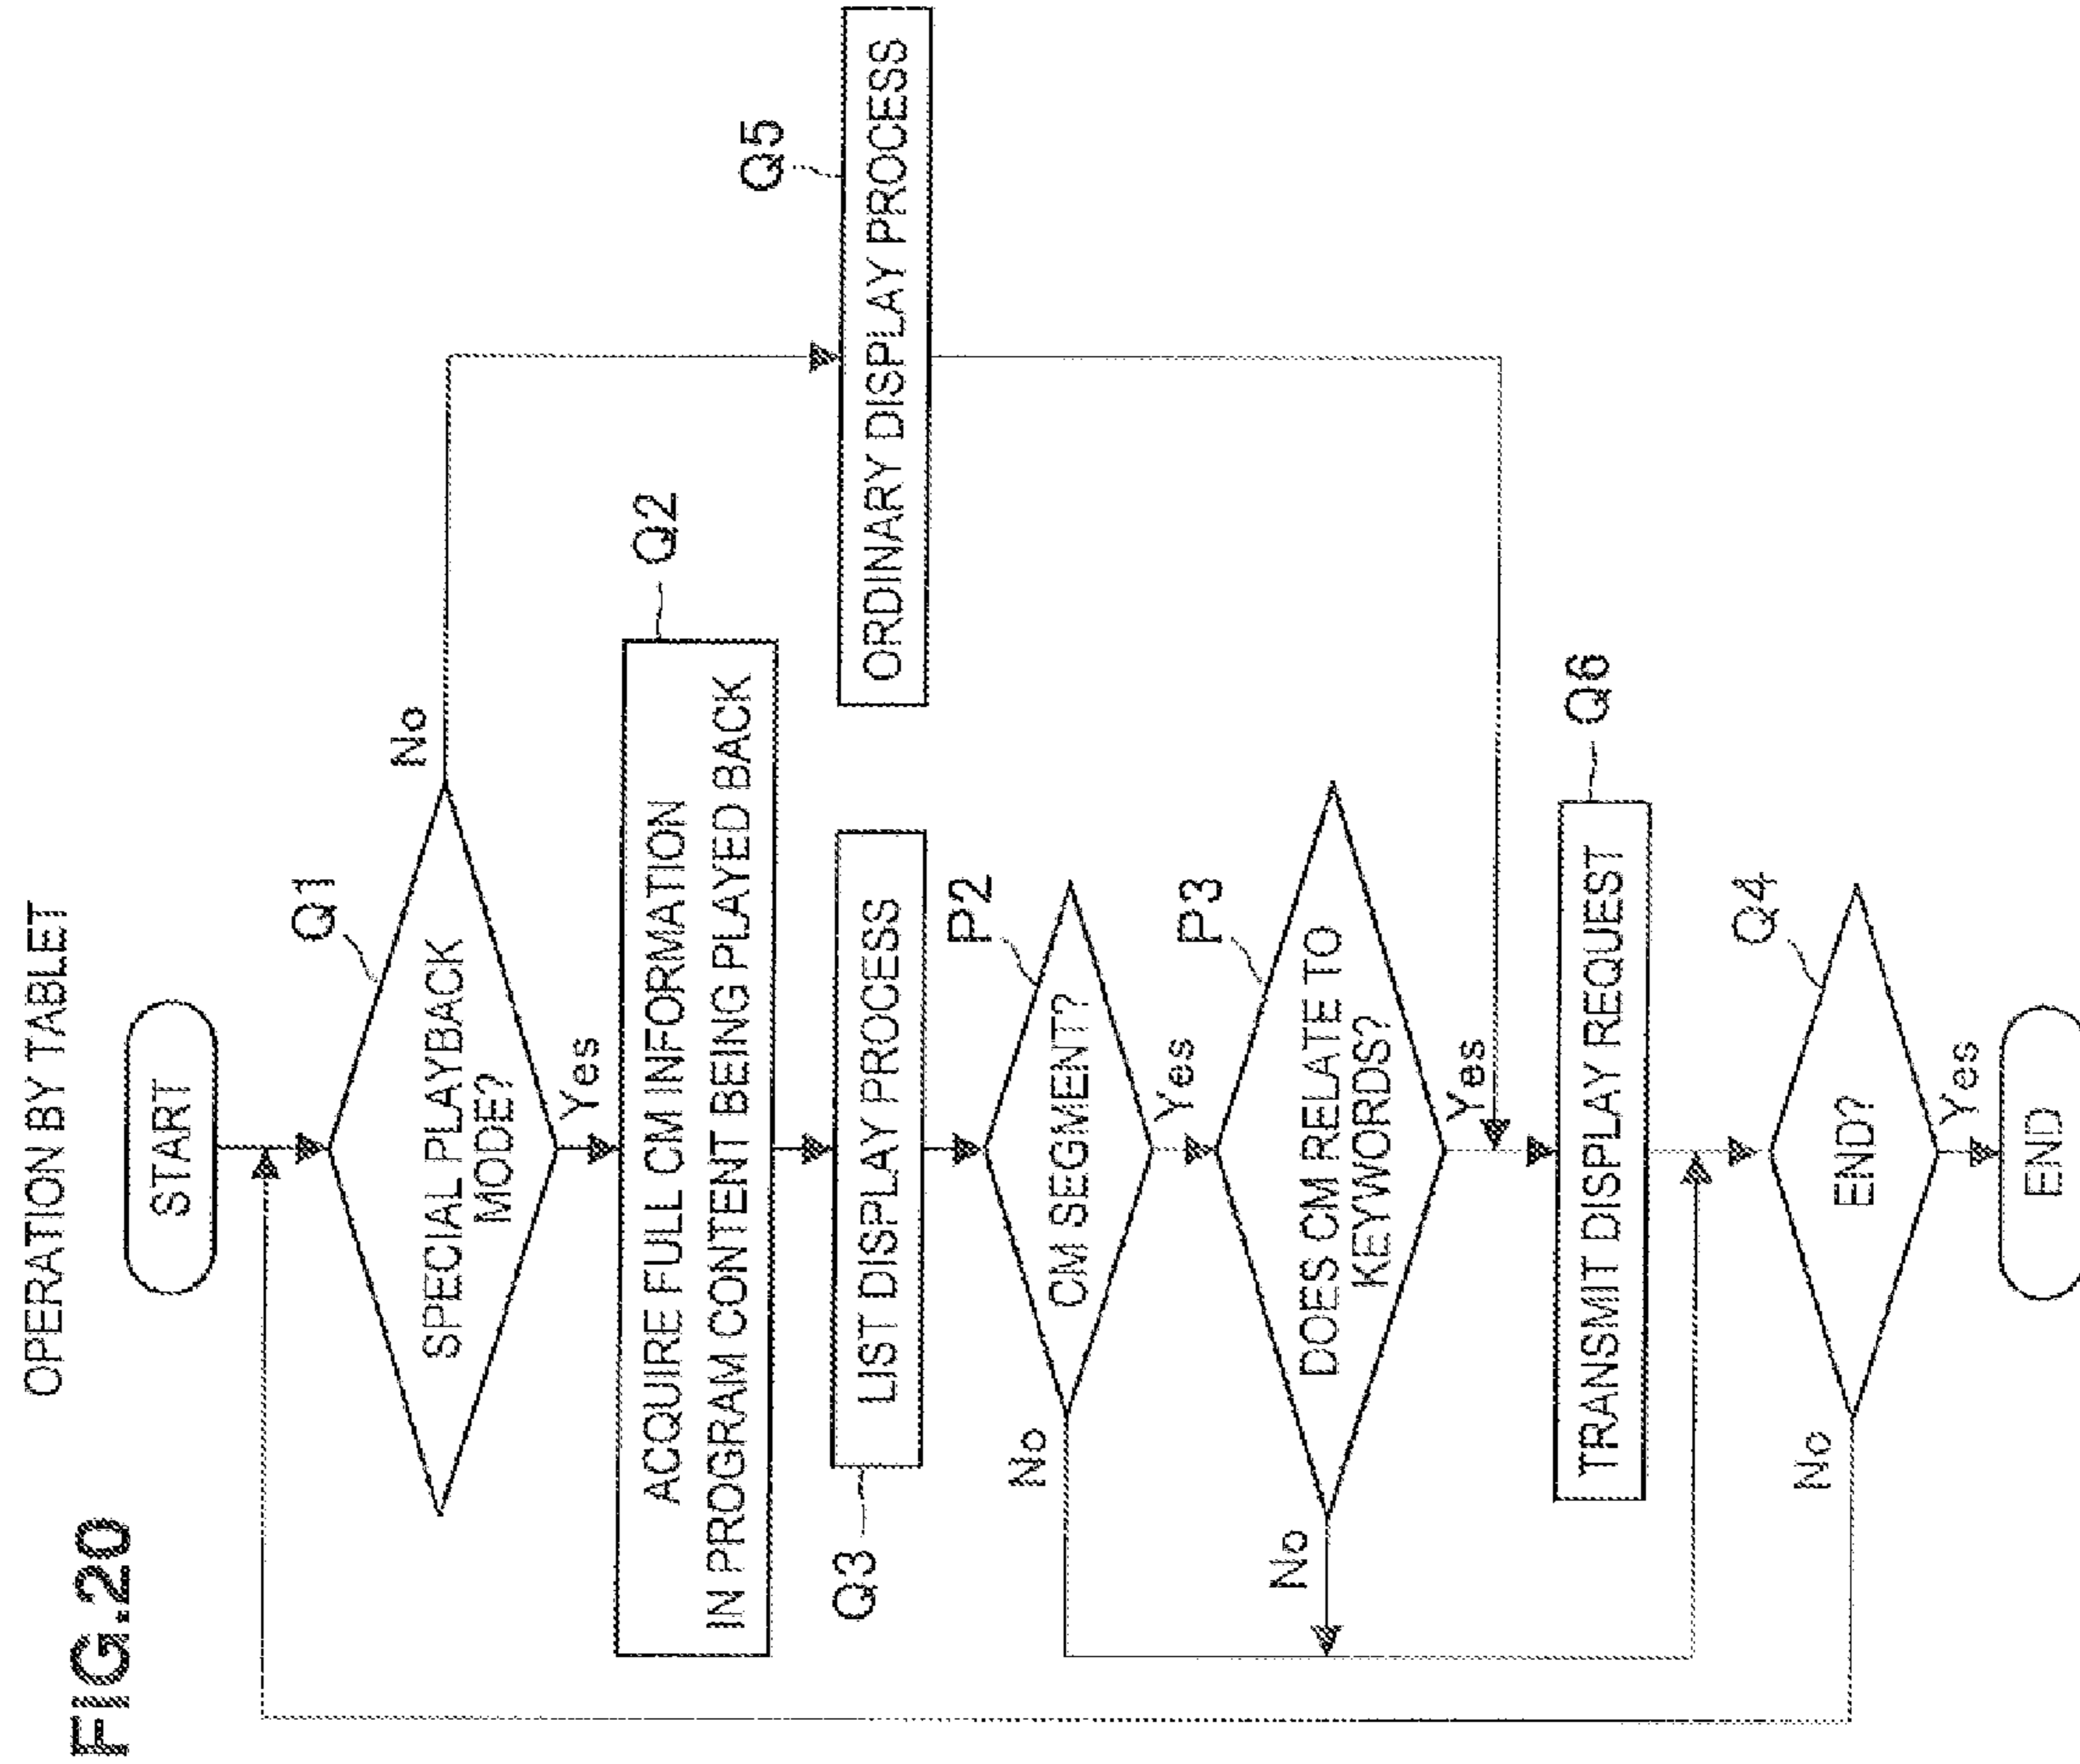 FIG.20
OPERATION BY TABLET
START
Q1
SPECIAL PLAYBACK
MODE?
No
Yes
Q2
ACQUIRE FULL CM INFORMATION
IN PROGRAM CONTENT BEING PLAYED BACK
Q3
LIST DISPLAY PROCESS
Q5
ORDINARY DISPLAY PROCESS
P2
CM SEGMENT?
No
Yes
P3
DOES CM RELATE TO
KEYWORDS?
No
Yes
Q6
TRANSMIT DISPLAY REQUEST
Q4
END?
No
Yes
END